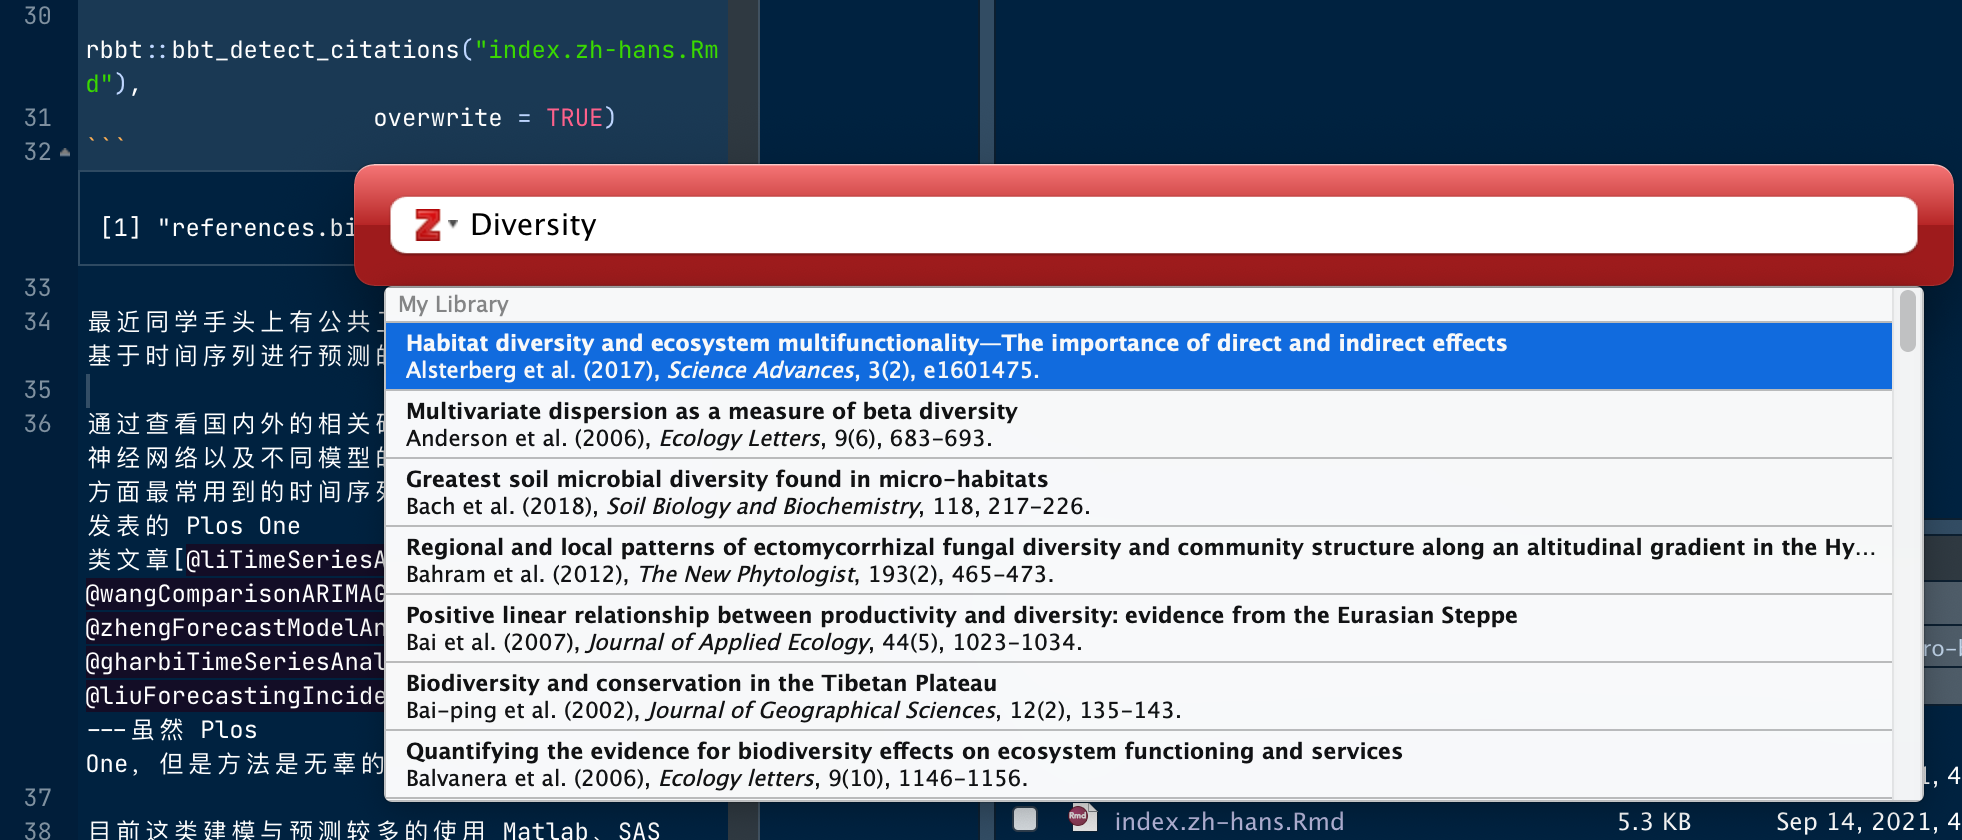 30
rbbt::bbt_detect_citations("index.zh-hans.Rm
d"),
31 overwrite = TRUE)
32 ```
[1] "references.bi
Diversity
My Library
Habitat diversity and ecosystem multifunctionality—The importance of direct and indirect effects
Alsterberg et al. (2017), Science Advances, 3(2), e1601475.
Multivariate dispersion as a measure of beta diversity
Anderson et al. (2006), Ecology Letters, 9(6), 683–693.
Greatest soil microbial diversity found in micro-habitats
Bach et al. (2018), Soil Biology and Biochemistry, 118, 217–226.
Regional and local patterns of ectomycorrhizal fungal diversity and community structure along an altitudinal gradient in the Hy…
Bahram et al. (2012), The New Phytologist, 193(2), 465–473.
Positive linear relationship between productivity and diversity: evidence from the Eurasian Steppe
Bai et al. (2007), Journal of Applied Ecology, 44(5), 1023–1034.
Biodiversity and conservation in the Tibetan Plateau
Bai-ping et al. (2002), Journal of Geographical Sciences, 12(2), 135–143.
Quantifying the evidence for biodiversity effects on ecosystem functioning and services
Balvanera et al. (2006), Ecology letters, 9(10), 1146–1156.
33
34 最近同学手头上有公共
基于时间序列进行预测的
35
36 通过查看国内外的相关
神经网络以及不同模型的
方面最常用到的时间序列
发表的 Plos One
类文章[@liTimeSeriesA
@wangComparisonARIMAG
@zhengForecastModelAn
@gharbiTimeSeriesAnal
@liuForecastingIncide
---虽然 Plos
One, 但是方法是无辜的
37
38 目前这类建模与预测较多的使用 Matlab、SAS
ro-h
, 4
Rmd
index.zh-hans.Rmd 5.3 KB Sep 14, 2021, 4